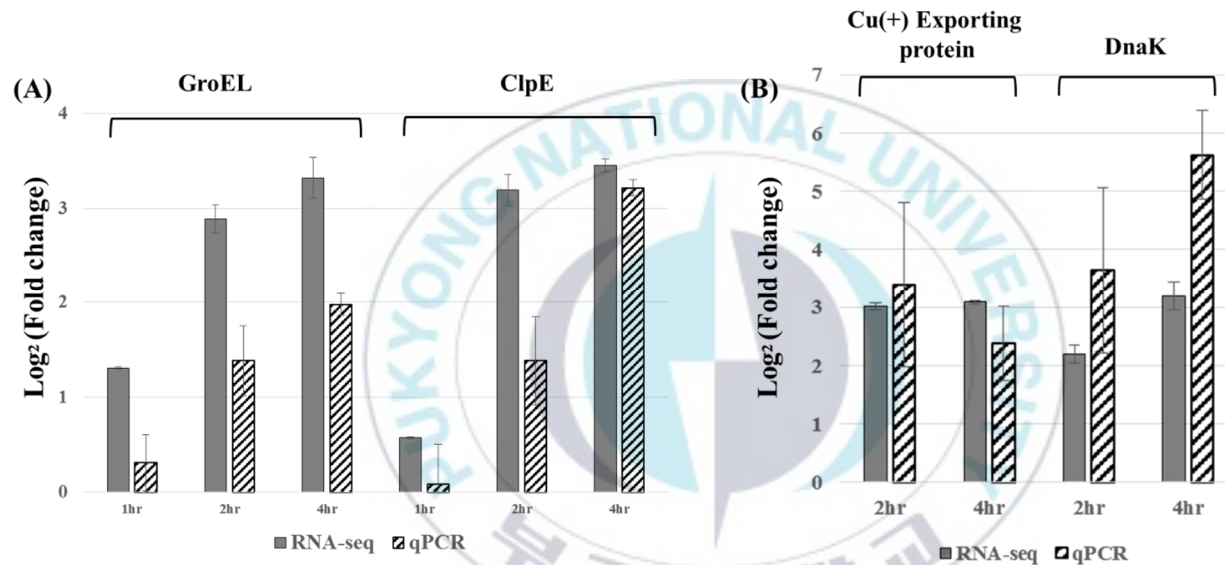 (A)
GroEL
ClpE
Log² (Fold change)
4
3
2
1
0
1hr
2hr
4hr
1hr
2hr
4hr
RNA-seq
qPCR
(B)
Cu(+) Exporting
protein
DnaK
Log² (Fold change)
7
6
5
4
3
2
1
0
2hr
4hr
2hr
4hr
RNA-seq
qPCR
PUKYONG NATIONAL UNIVERSITY